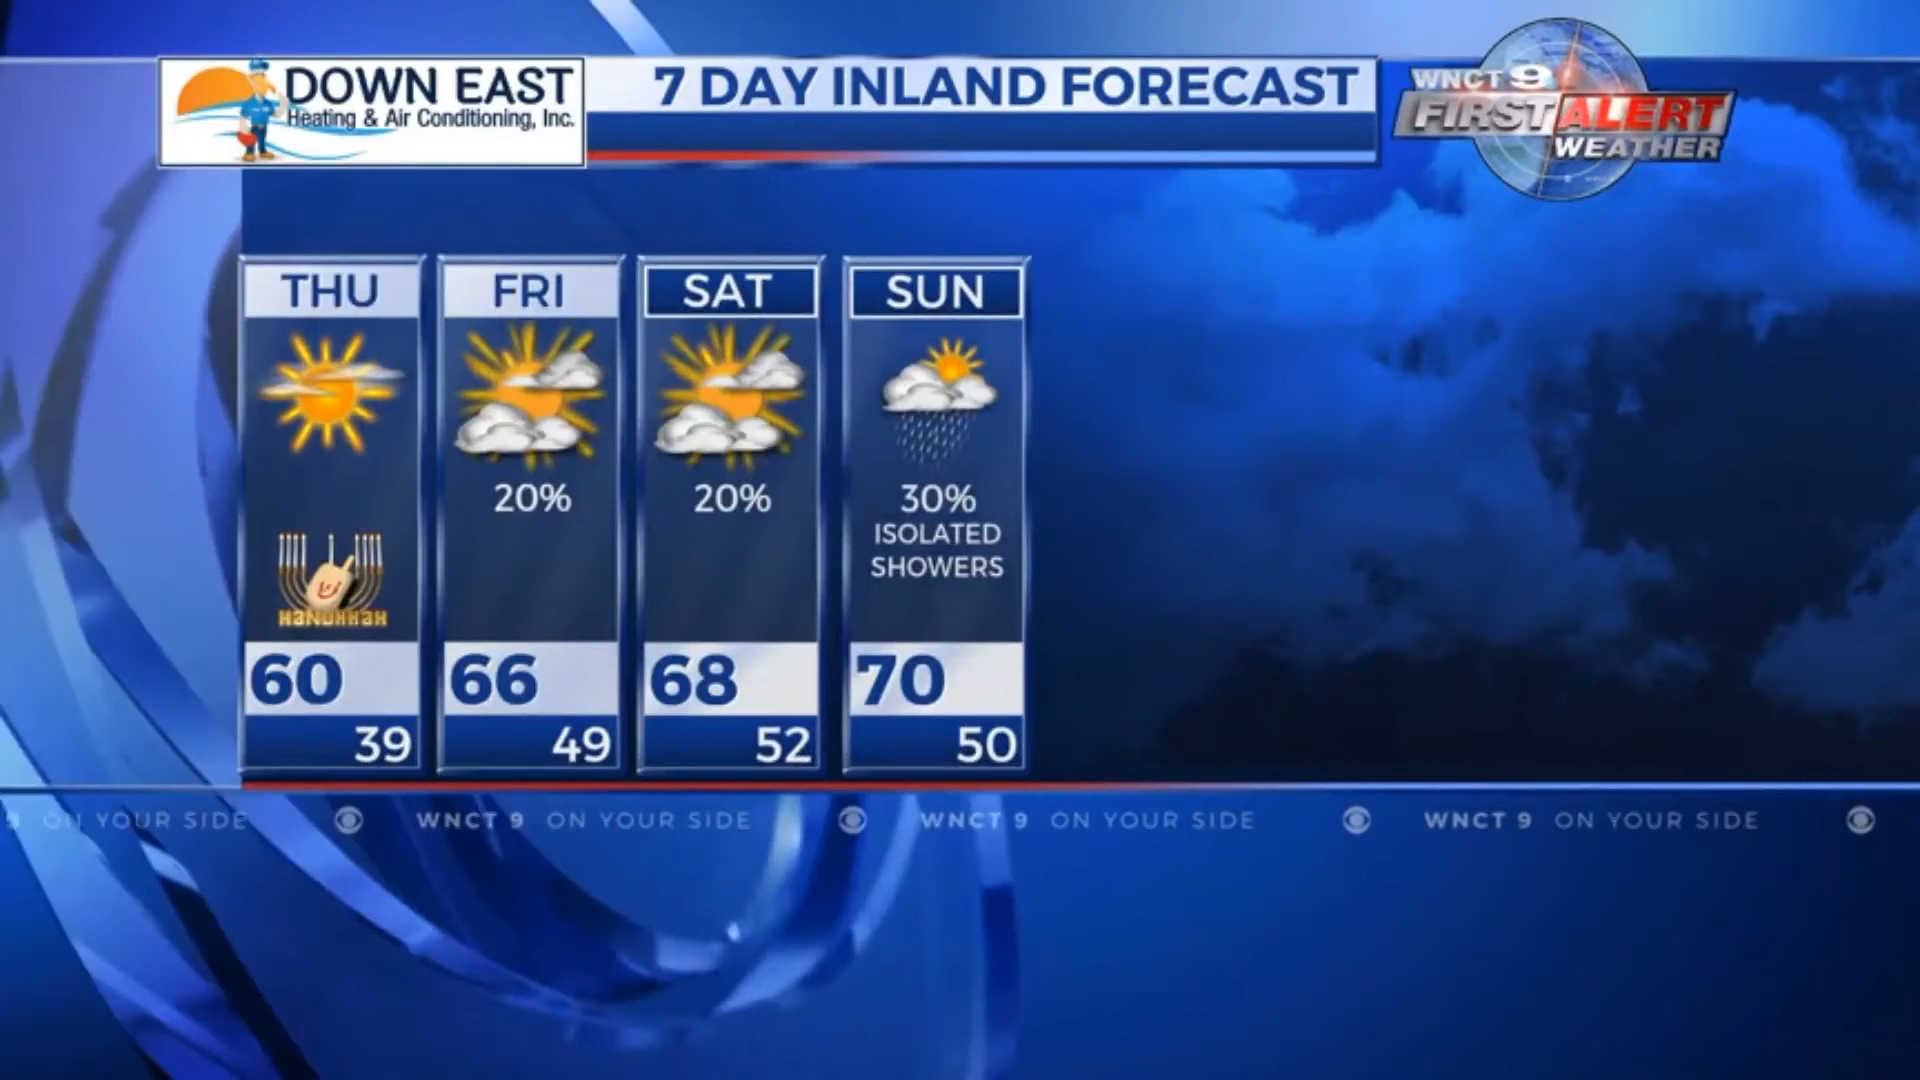 DOWN EAST
Heating & Air Conditioning, Inc.
7 DAY INLAND FORECAST
WNCT 9
FIRST ALERT
WEATHER
THU
FRI
SAT
SUN
20%
20%
30%
ISOLATED
SHOWERS
ש
HANUKKAH
60
66
68
70
39
49
52
50
9 ON YOUR SIDE WNCT 9 ON YOUR SIDE WNCT 9 ON YOUR SIDE WNCT 9 ON YOUR SIDE